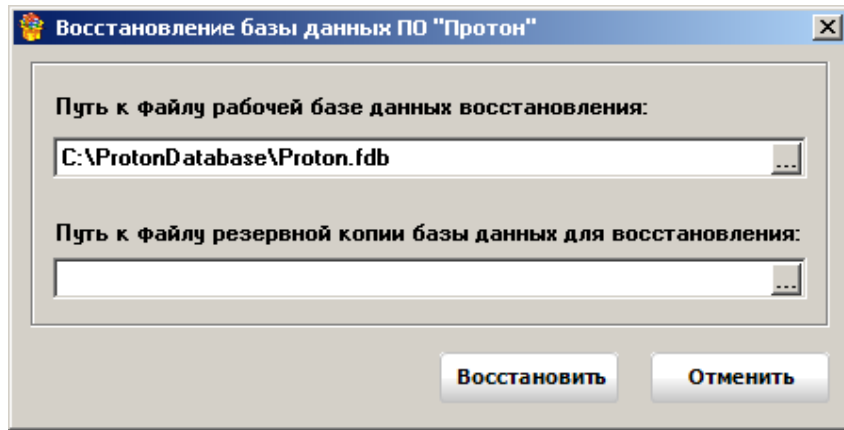 Восстановление базы данных ПО "Протон"
Путь к файлу рабочей базе данных восстановления:
C:\ProtonDatabase\Proton.fdb
...
Путь к файлу резервной копии базы данных для восстановления:
...
Восстановить Отменить